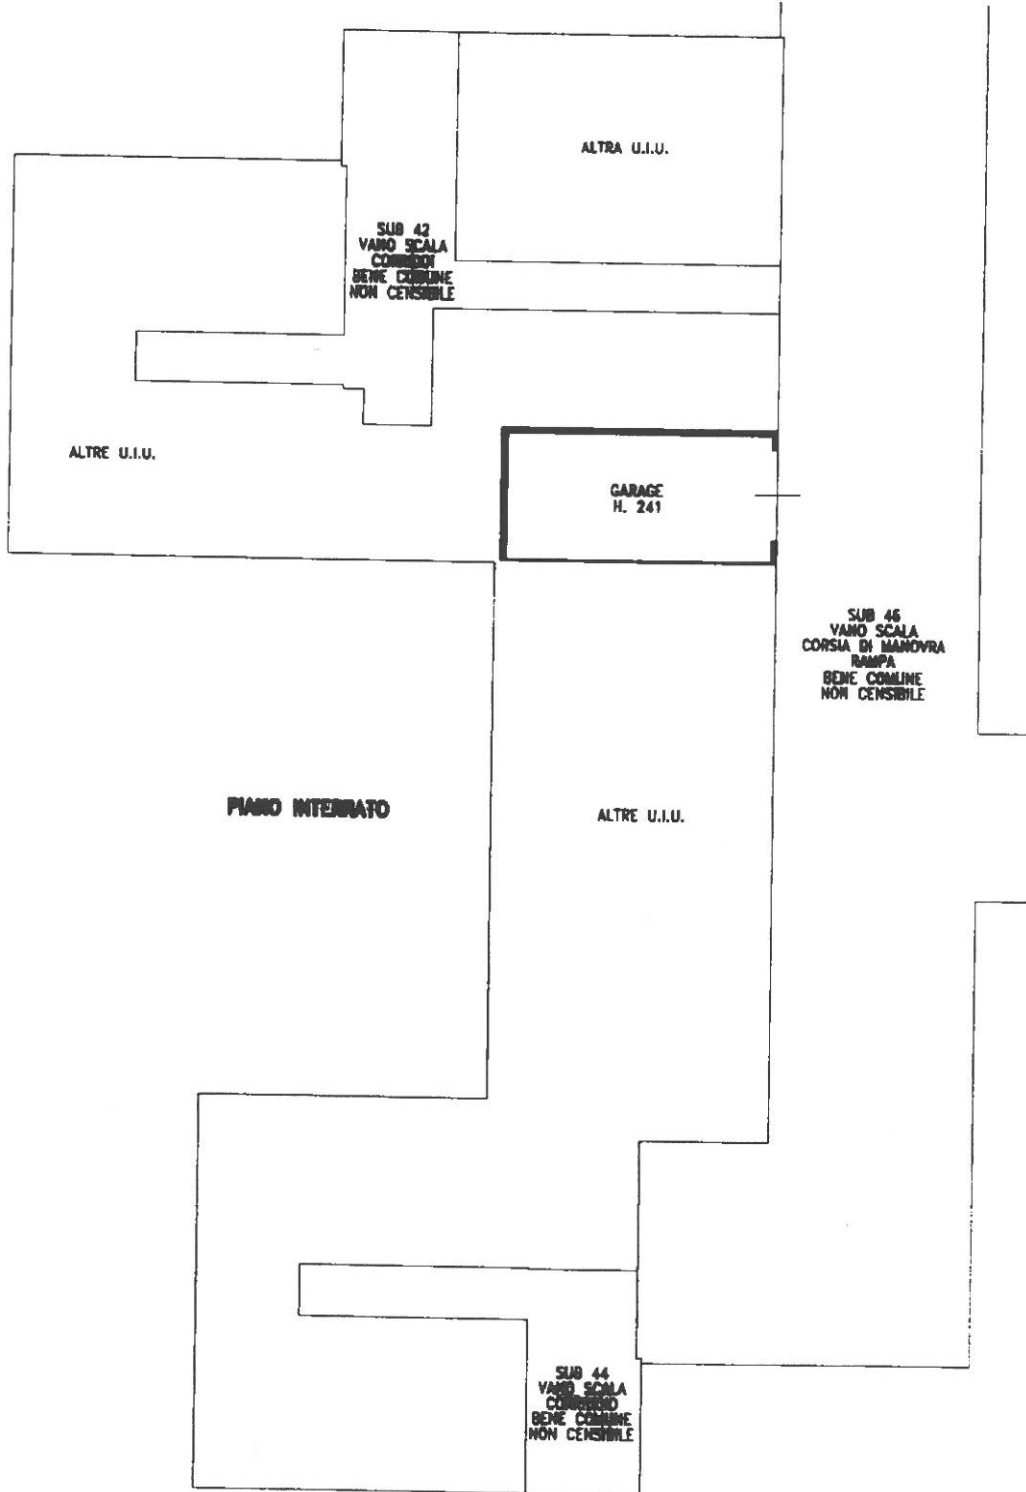 ALTRA U.I.U.
SUB 42
VANO SCALA
CORRIDOI
BENE COMUNE
NON CENSIBILE
ALTRE U.I.U.
GARAGE
H. 241
SUB 46
VANO SCALA
CORSIA DI MANOVRA
RAMPA
BENE COMUNE
NON CENSIBILE
PIANO INTERRATO
ALTRE U.I.U.
SUB 44
VANO SCALA
CORRIDOIO
BENE COMUNE
NON CENSIBILE